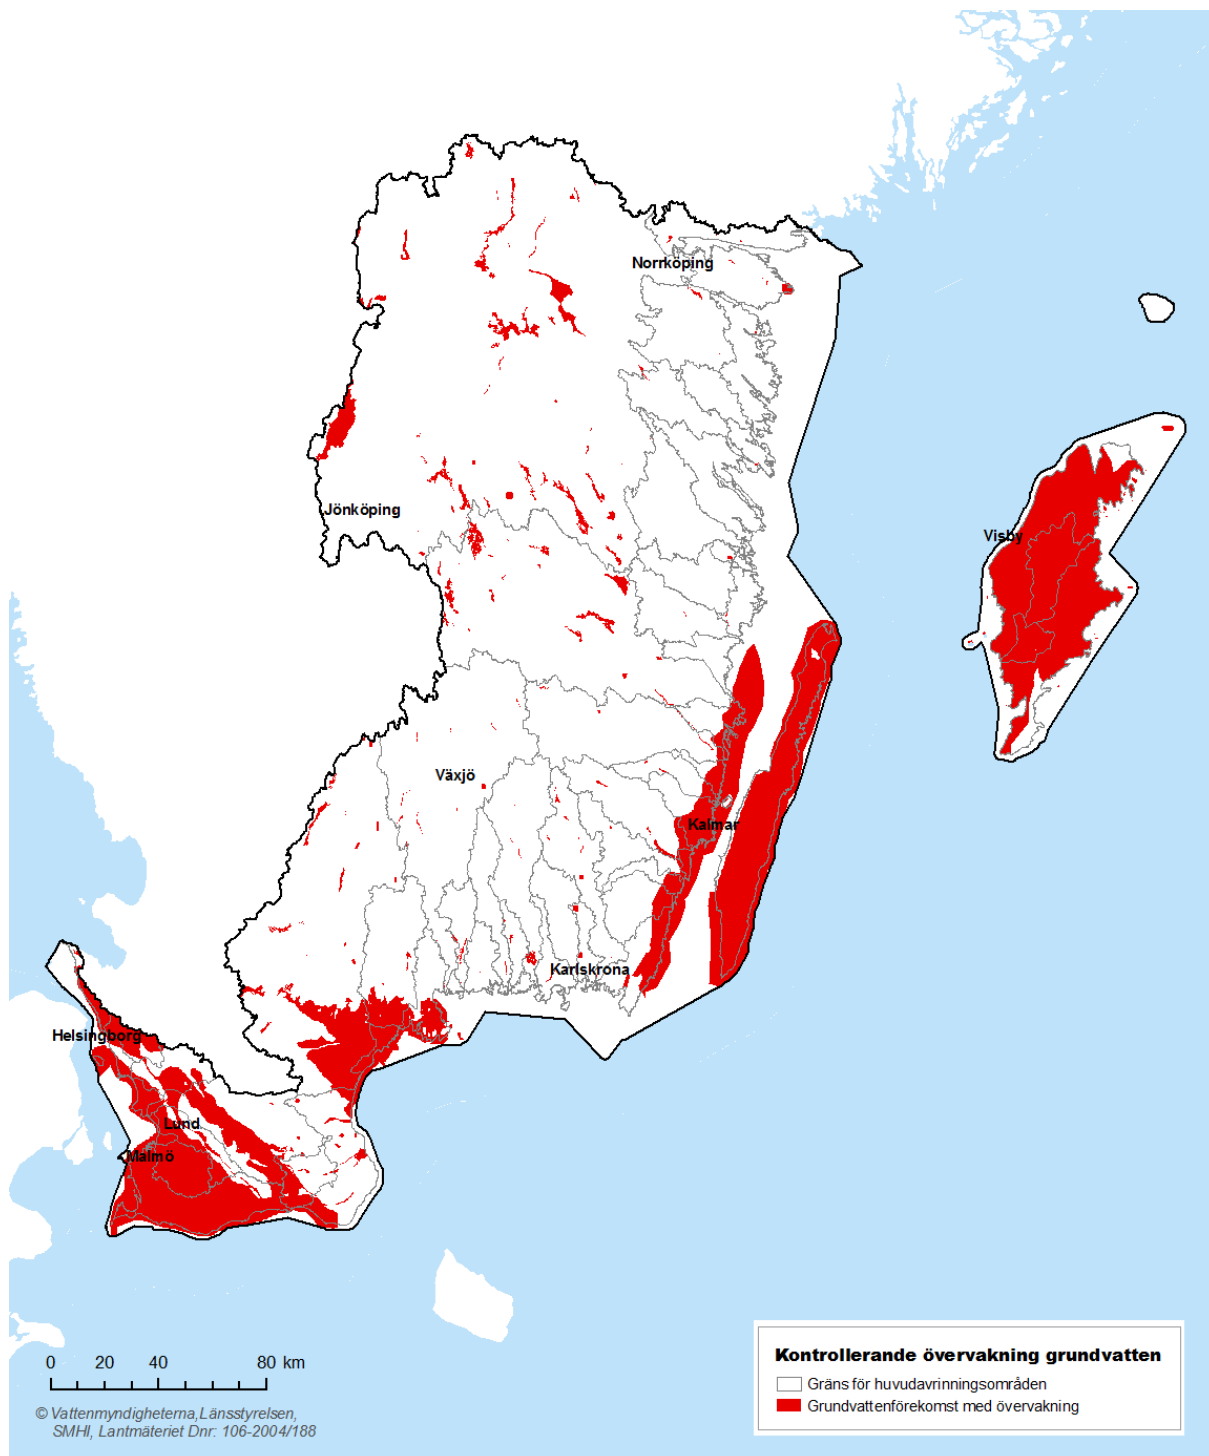 Norrköping
Jönköping
Visby
Växjö
Kalmar
Karlskrona
Helsingborg
Lund
Malmö
0 20 40 80 km
© Vattenmyndigheterna,Länsstyrelsen,
SMHI, Lantmäteriet Dnr: 106-2004/188
Kontrollerande övervakning grundvatten
Gräns för huvudavrinningsområden
Grundvattenförekomst med övervakning